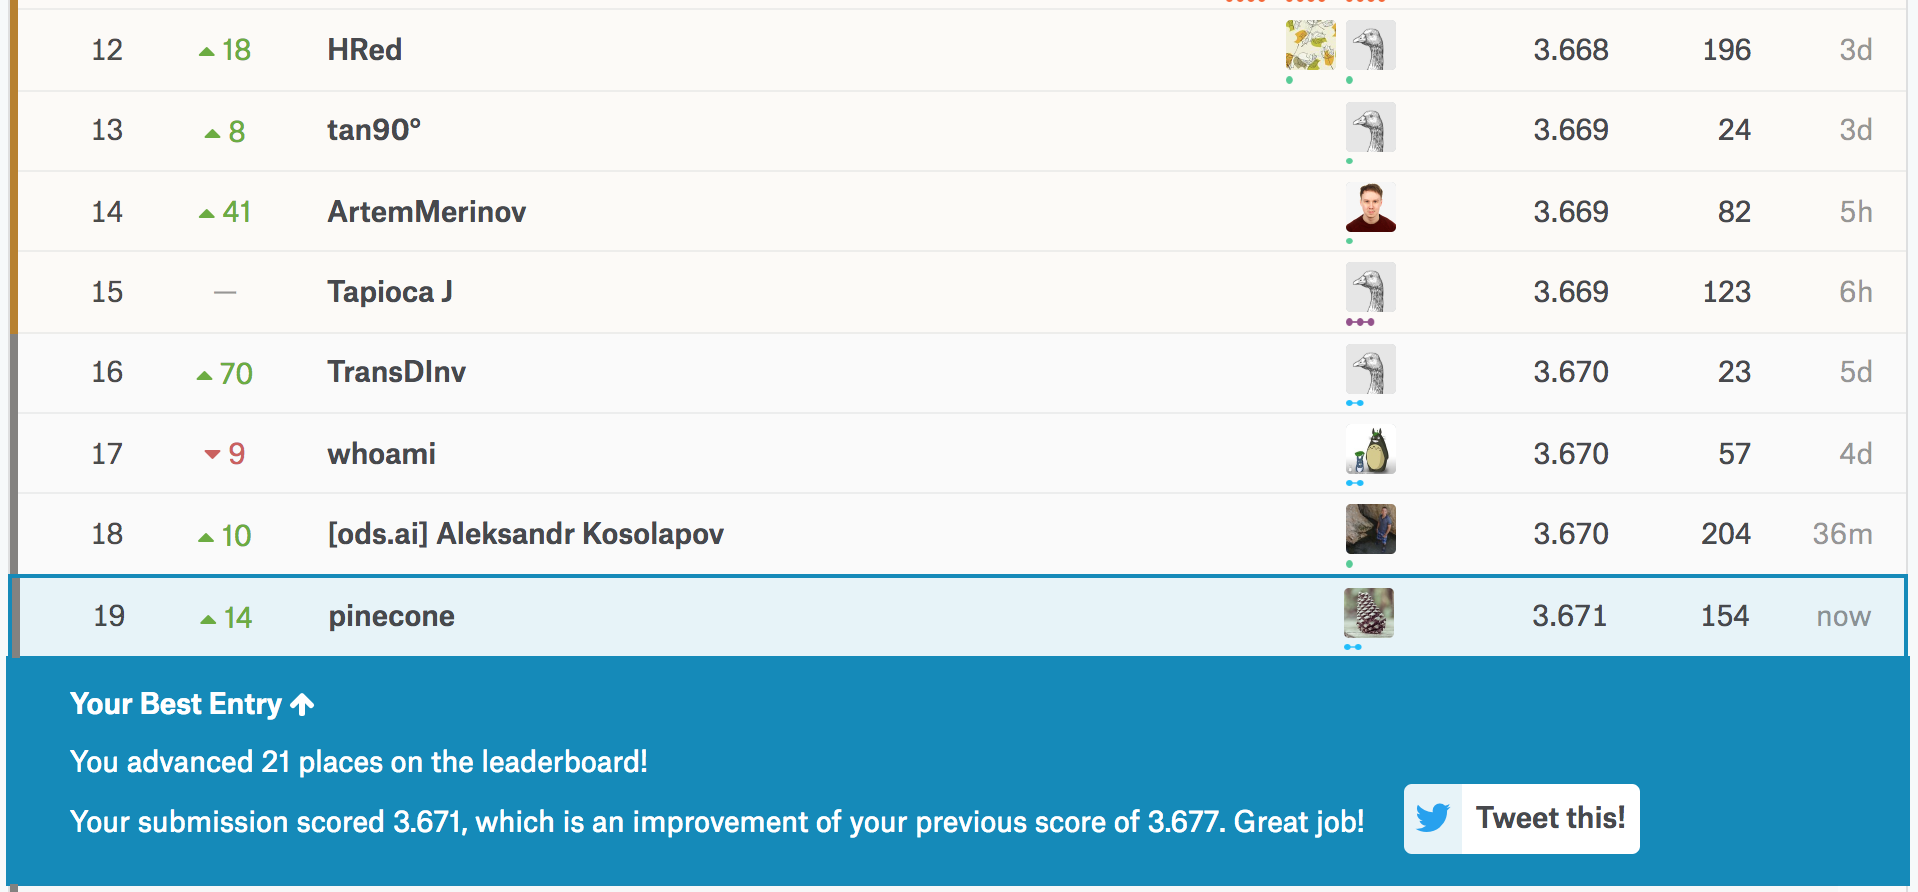 12 18 HRed 3.668 196 3d
13 8 tan90° 3.669 24 3d
14 41 ArtemMerinov 3.669 82 5h
15 — Tapioca J 3.669 123 6h
16 70 TransDInv 3.670 23 5d
17 9 whoami 3.670 57 4d
18 10 [ods.ai] Aleksandr Kosolapov 3.670 204 36m
19 14 pinecone 3.671 154 now
Your Best Entry
You advanced 21 places on the leaderboard!
Your submission scored 3.671, which is an improvement of your previous score of 3.677. Great job! Tweet this!